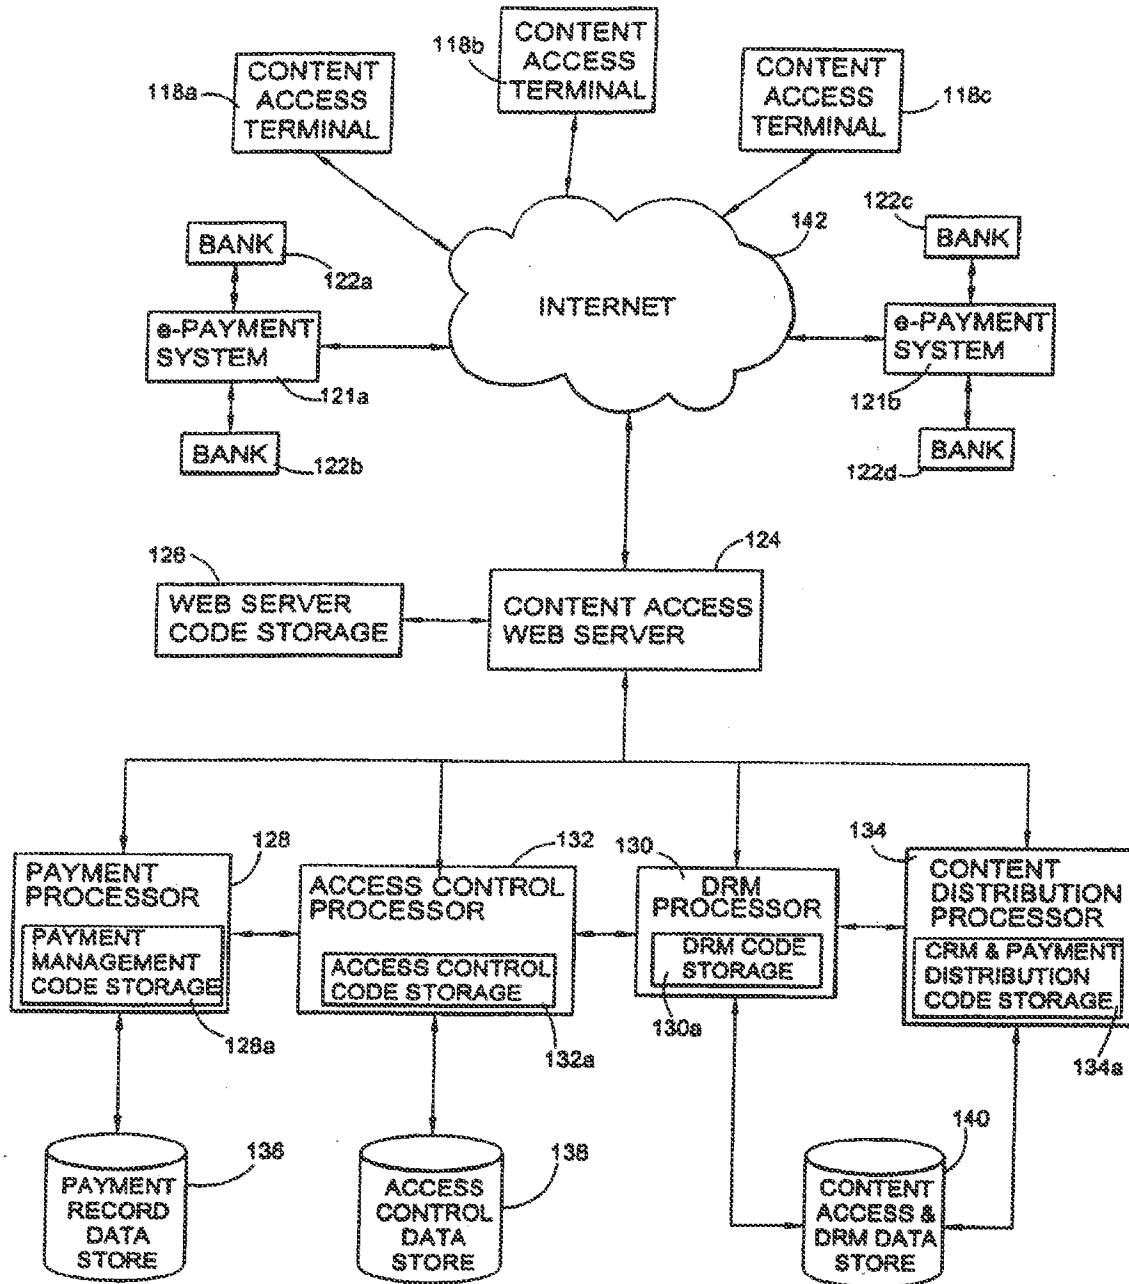 CONTENT
ACCESS
TERMINAL
118a
CONTENT
ACCESS
TERMINAL
118b
CONTENT
ACCESS
TERMINAL
118c
INTERNET
142
BANK
122a
e-PAYMENT
SYSTEM
121a
BANK
122b
122c
BANK
e-PAYMENT
SYSTEM
121b
BANK
122d
126
WEB SERVER
CODE STORAGE
124
CONTENT ACCESS
WEB SERVER
128
PAYMENT
PROCESSOR
PAYMENT
MANAGEMENT
CODE STORAGE
128a
132
ACCESS CONTROL
PROCESSOR
ACCESS CONTROL
CODE STORAGE
132a
130
DRM
PROCESSOR
DRM CODE
STORAGE
130a
134
CONTENT
DISTRIBUTION
PROCESSOR
CRM & PAYMENT
DISTRIBUTION
CODE STORAGE
134a
136
PAYMENT
RECORD
DATA
STORE
138
ACCESS
CONTROL
DATA
STORE
140
CONTENT
ACCESS &
DRM DATA
STORE